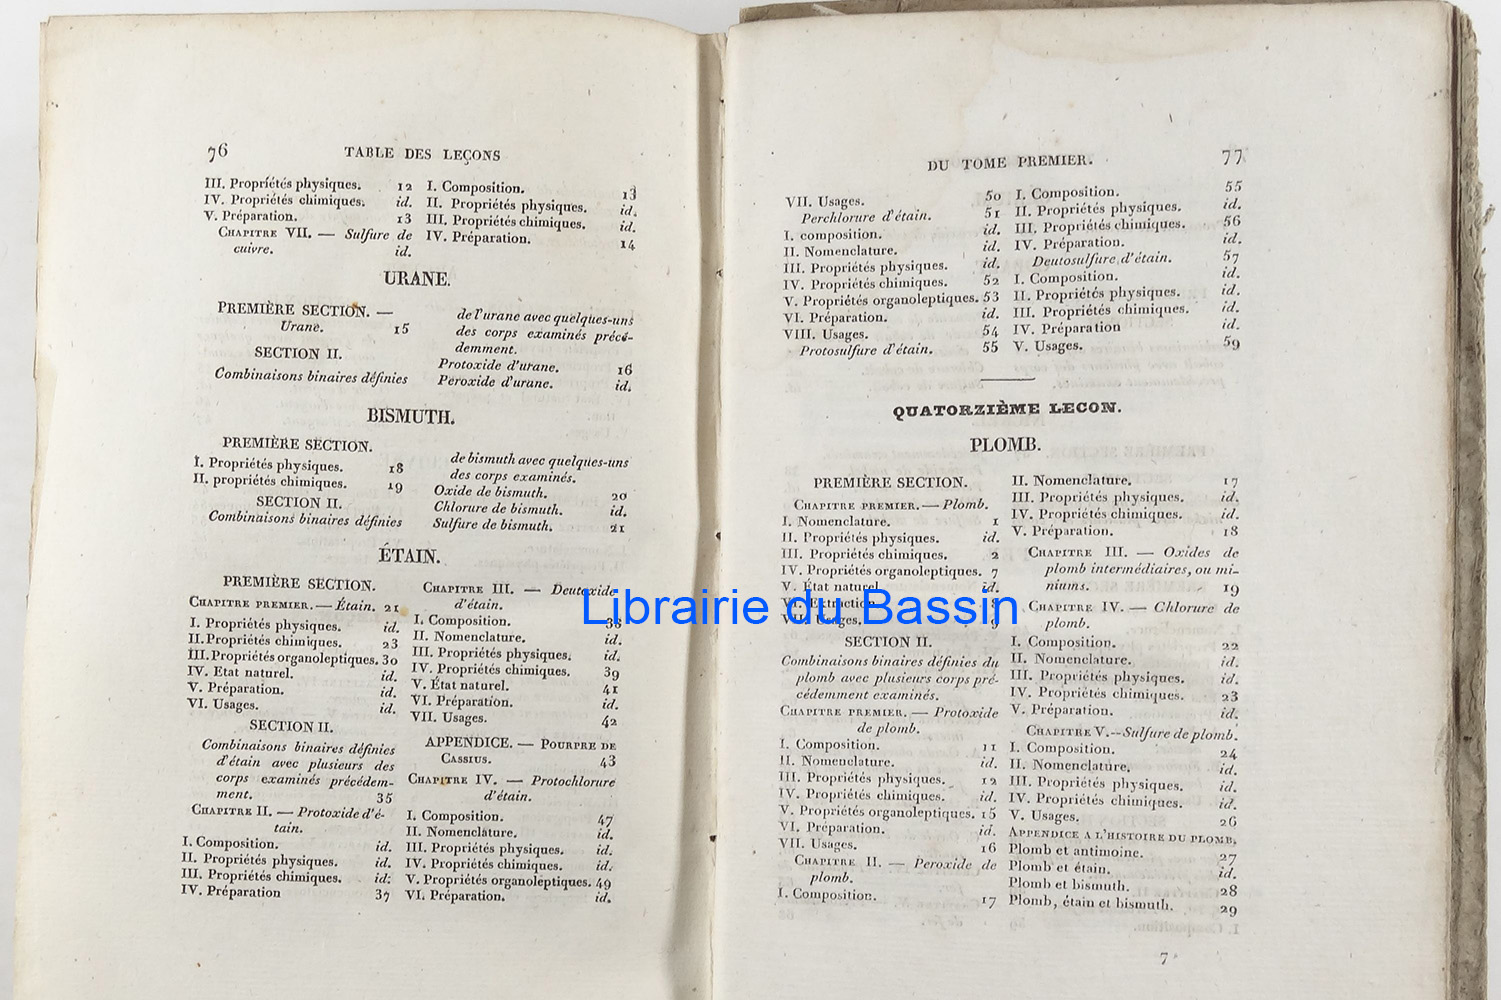 76 TABLE DES LEÇONS
III. Propriétés physiques. 12
IV. Propriétés chimiques. id.
V. Préparation. 13
CHAPITRE VII. — Sulfure de
cuivre. id.
I. Composition. 13
II. Propriétés physiques. id.
III. Propriétés chimiques. id.
IV. Préparation. 14
URANE.
PREMIÈRE SECTION. —
Urane. 15
SECTION II.
Combinaisons binaires définies
de l'urane avec quelques-uns
des corps examinés précé-
demment.
Protoxide d'urane. 16
Peroxide d'urane. id.
BISMUTH.
PREMIÈRE SECTION.
I. Propriétés physiques. 18
II. propriétés chimiques. 19
SECTION II.
Combinaisons binaires définies
de bismuth avec quelques-uns
des corps examinés.
Oxide de bismuth. 20
Chlorure de bismuth. id.
Sulfure de bismuth. 21
ÉTAIN.
PREMIÈRE SECTION.
CHAPITRE PREMIER. — Étain. 21
I. Propriétés physiques. id.
II. Propriétés chimiques. 23
III. Propriétés organoleptiques. 30
IV. Etat naturel. id.
V. Préparation. id.
VI. Usages. id.
SECTION II.
Combinaisons binaires définies
d'étain avec plusieurs des
corps examinés précédem-
ment. 35
CHAPITRE II. — Protoxide d'é-
tain.
I. Composition. id.
II. Propriétés physiques. id.
III. Propriétés chimiques. id.
IV. Préparation 37
CHAPITRE III. — Deutoxide
d'étain.
I. Composition. 38
II. Nomenclature. id.
III. Propriétés physiques. id.
IV. Propriétés chimiques. 39
V. État naturel. 41
VI. Préparation. id.
VII. Usages. 42
APPENDICE. — POURPRE DE
CASSIUS. 43
CHAPITRE IV. — Protochlorure
d'étain.
I. Composition. 47
II. Nomenclature. id.
III. Propriétés physiques. id.
IV. Propriétés chimiques. id.
V. Propriétés organoleptiques. 49
VI. Préparation. id.
DU TOME PREMIER. 77
VII. Usages. 50
Perchlorure d'étain. 51
I. composition. id.
II. Nomenclature. id.
III. Propriétés physiques. id.
IV. Propriétés chimiques. 52
V. Propriétés organoleptiques. 53
VI. Préparation. id.
VIII. Usages. 54
Protosulfure d'étain. 55
I. Composition. 55
II. Propriétés physiques. id.
III. Propriétés chimiques. 56
IV. Préparation. id.
Deutosulfure d'étain. 57
I. Composition. id.
II. Propriétés physiques. id.
III. Propriétés chimiques. id.
IV. Préparation id.
V. Usages. 59
QUATORZIÈME LECON.
PLOMB.
PREMIÈRE SECTION.
CHAPITRE PREMIER. — Plomb.
I. Nomenclature. 1
II. Propriétés physiques. id.
III. Propriétés chimiques. 2
IV. Propriétés organoleptiques. 7
V. État naturel id.
VI. Extraction 8
VII. Usages. 9
SECTION II.
Combinaisons binaires définies du
plomb avec plusieurs corps pré-
cédemment examinés.
CHAPITRE PREMIER. — Protoxide
de plomb.
I. Composition. 11
II. Nomenclature. id.
III. Propriétés physiques. 12
IV. Propriétés chimiques. id.
V. Propriétés organoleptiques. 15
VI. Préparation. id.
VII. Usages. 16
CHAPITRE II. — Peroxide de
plomb.
I. Composition. 17
II. Nomenclature. 17
III. Propriétés physiques. id.
IV. Propriétés chimiques. id.
V. Préparation. 18
CHAPITRE III. — Oxides de
plomb intermédiaires, ou mi-
niums. 19
CHAPITRE IV. — Chlorure de
plomb.
I. Composition. 22
II. Nomenclature. id.
III. Propriétés physiques. id.
IV. Propriétés chimiques. 23
V. Préparation. id.
CHAPITRE V. — Sulfure de plomb.
I. Composition. 24
II. Nomenclature. id.
III. Propriétés physiques. id.
IV. Propriétés chimiques. id.
V. Usages. 26
APPENDICE A L'HISTOIRE DU PLOMB.
Plomb et antimoine. 27
Plomb et étain. id.
Plomb et bismuth. 28
Plomb, étain et bismuth. 29
7
Librairie du Bassin